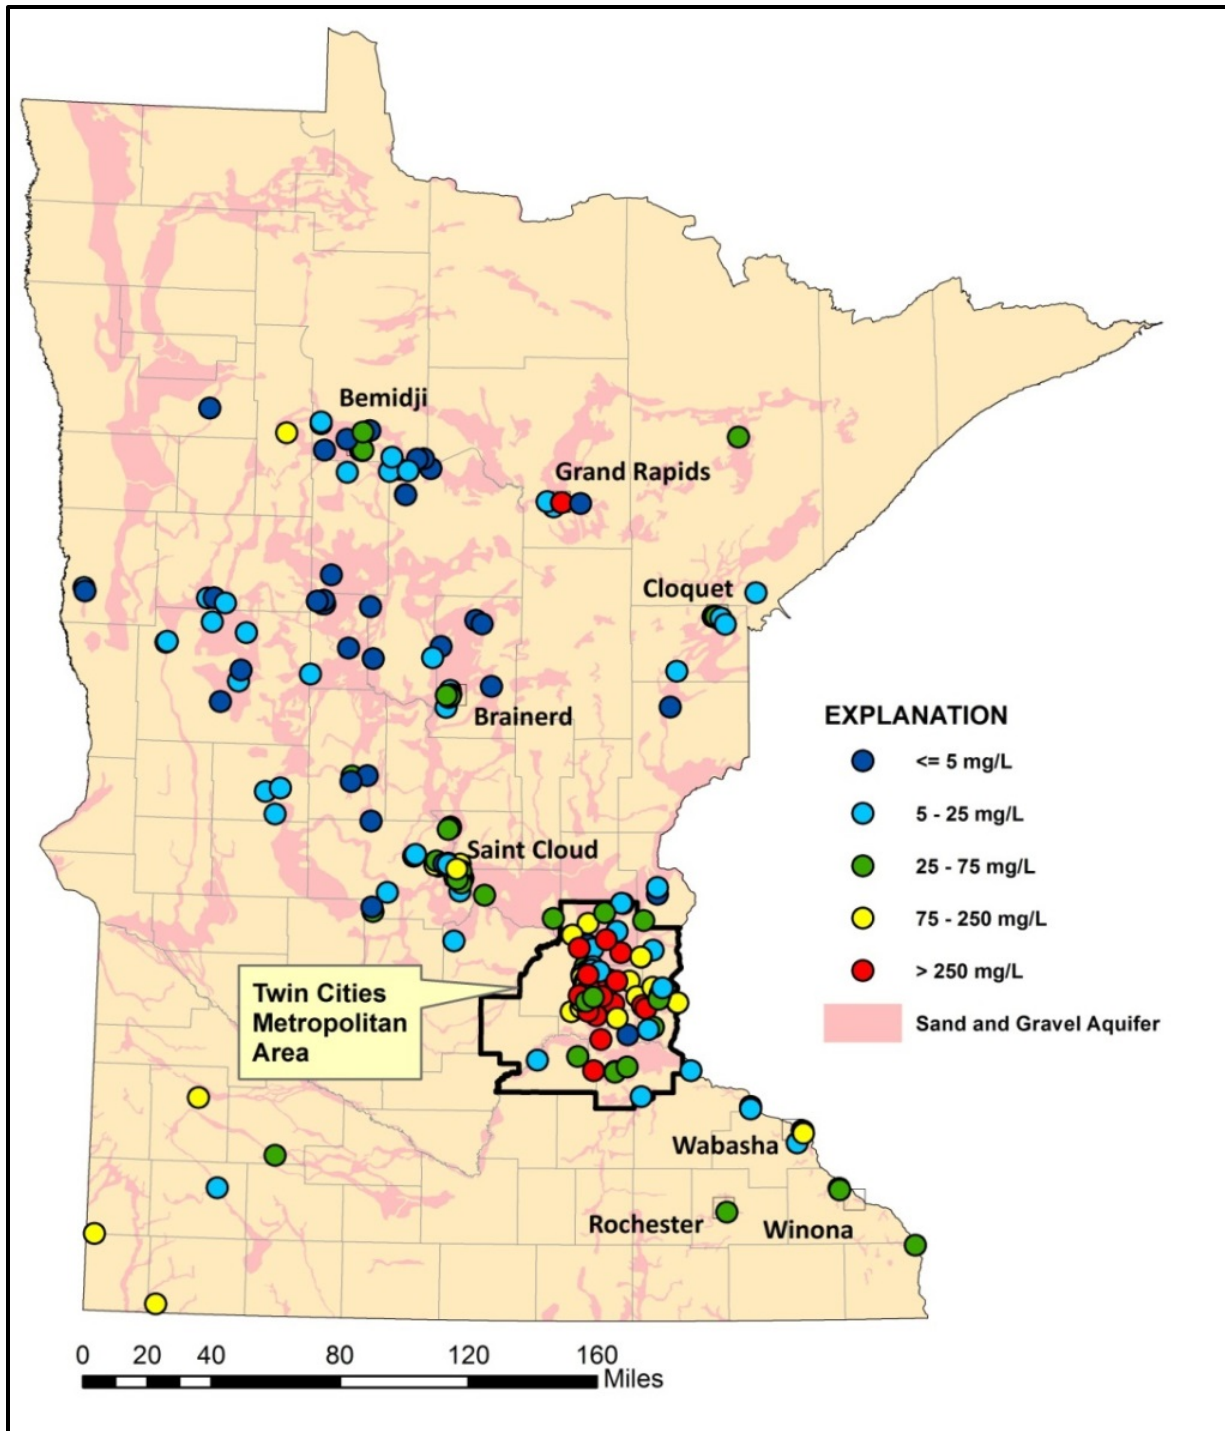 Bemidji
Grand Rapids
Cloquet
Brainerd
EXPLANATION
<= 5 mg/L
5 - 25 mg/L
Saint Cloud
25 - 75 mg/L
75 - 250 mg/L
> 250 mg/L
Twin Cities
Metropolitan
Area
Sand and Gravel Aquifer
Wabasha
Rochester
Winona
0 20 40 80 120 160
Miles